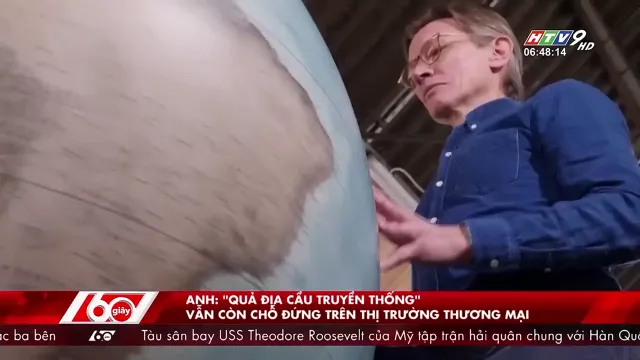 HTV9 HD
06:48:14
60 giây
ANH: "QUẢ ĐỊA CẦU TRUYỀN THỐNG"
VẪN CÒN CHỖ ĐỨNG TRÊN THỊ TRƯỜNG THƯƠNG MẠI
ác ba bên
60
Tàu sân bay USS Theodore Roosevelt của Mỹ tập trận hải quân chung với Hàn Quố